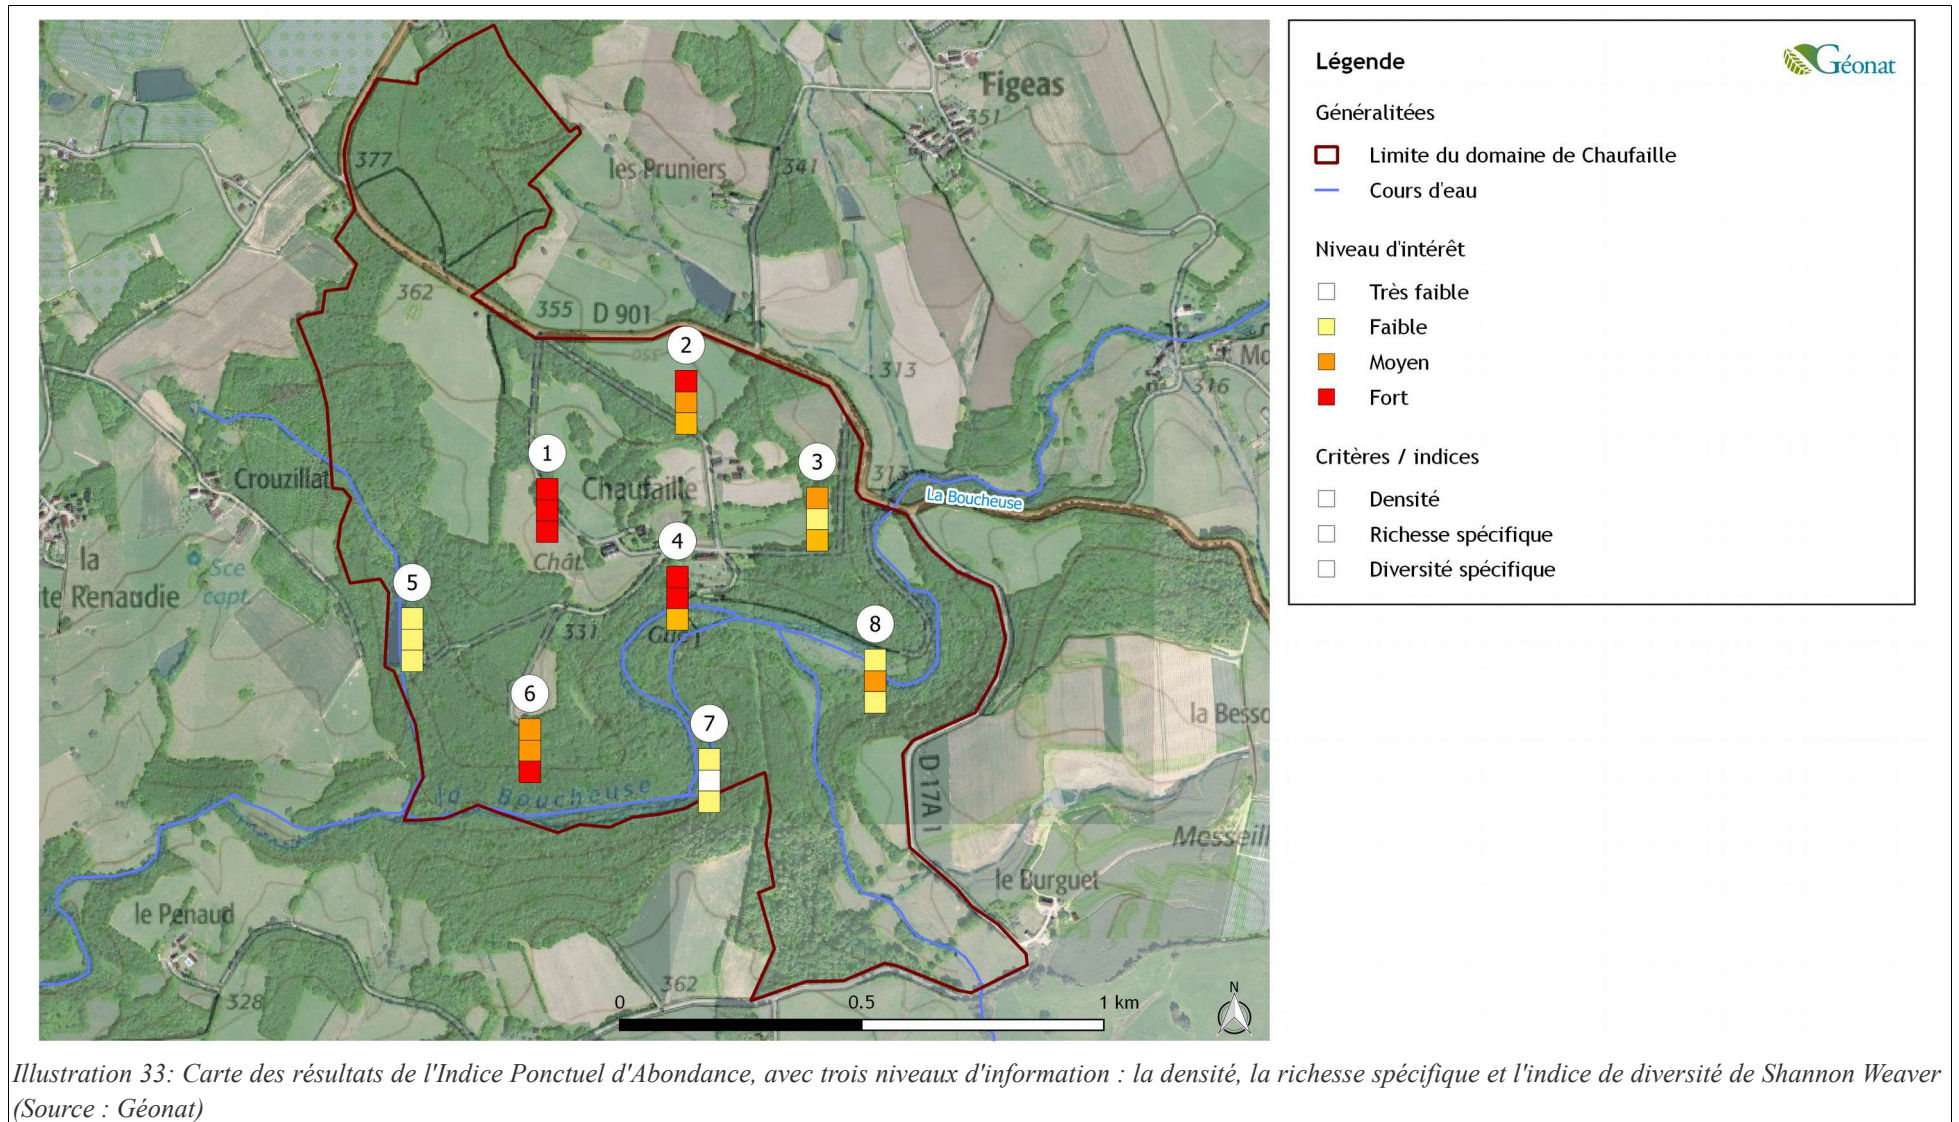 Figeas
351
les Pruniers
341
377
362
355
D 901
350
2
313
Mo
316
1
3
Crouzillat
Chaufaille
313
La Boucheuse
4
Chât.
la
Sce
5
te Renaudie
capt.
331
8
6
7
la Besso
la Boucheuse
D 17A1
Messeill
le Burguet
le Penaud
328
362
0 0.5 1 km
N
Légende
Géonat
Généralitées
Limite du domaine de Chaufaille
Cours d'eau
Niveau d'intérêt
Très faible
Faible
Moyen
Fort
Critères / indices
Densité
Richesse spécifique
Diversité spécifique
Illustration 33: Carte des résultats de l'Indice Ponctuel d'Abondance, avec trois niveaux d'information : la densité, la richesse spécifique et l'indice de diversité de Shannon Weaver
(Source : Géonat)